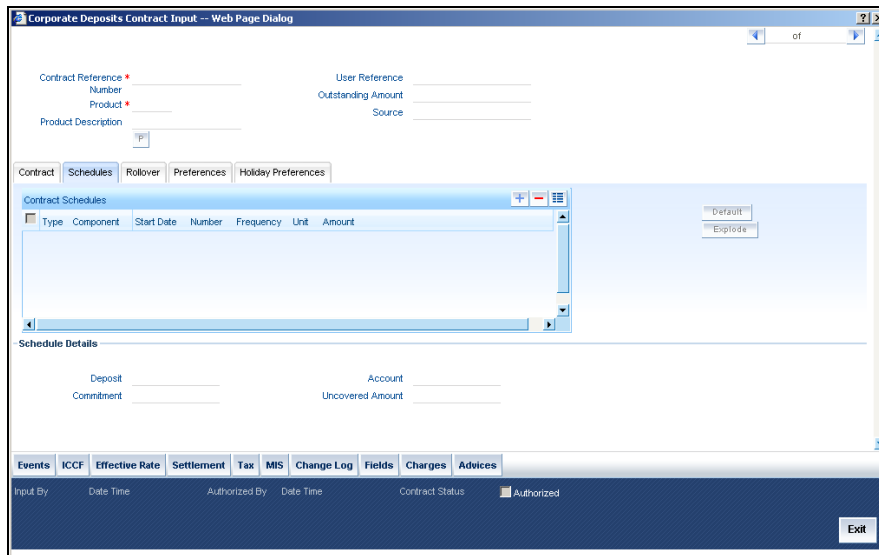 Corporate Deposits Contract Input -- Web Page Dialog
of
Contract Reference *
Number
User Reference
Product *
Outstanding Amount
Product Description
Source
P
Contract Schedules Rollover Preferences Holiday Preferences
Contract Schedules
Type Component Start Date Number Frequency Unit Amount
Default
Explode
Schedule Details
Deposit Account
Commitment Uncovered Amount
Events ICCF Effective Rate Settlement Tax MIS Change Log Fields Charges Advices
Input By Date Time Authorized By Date Time Contract Status Authorized
Exit